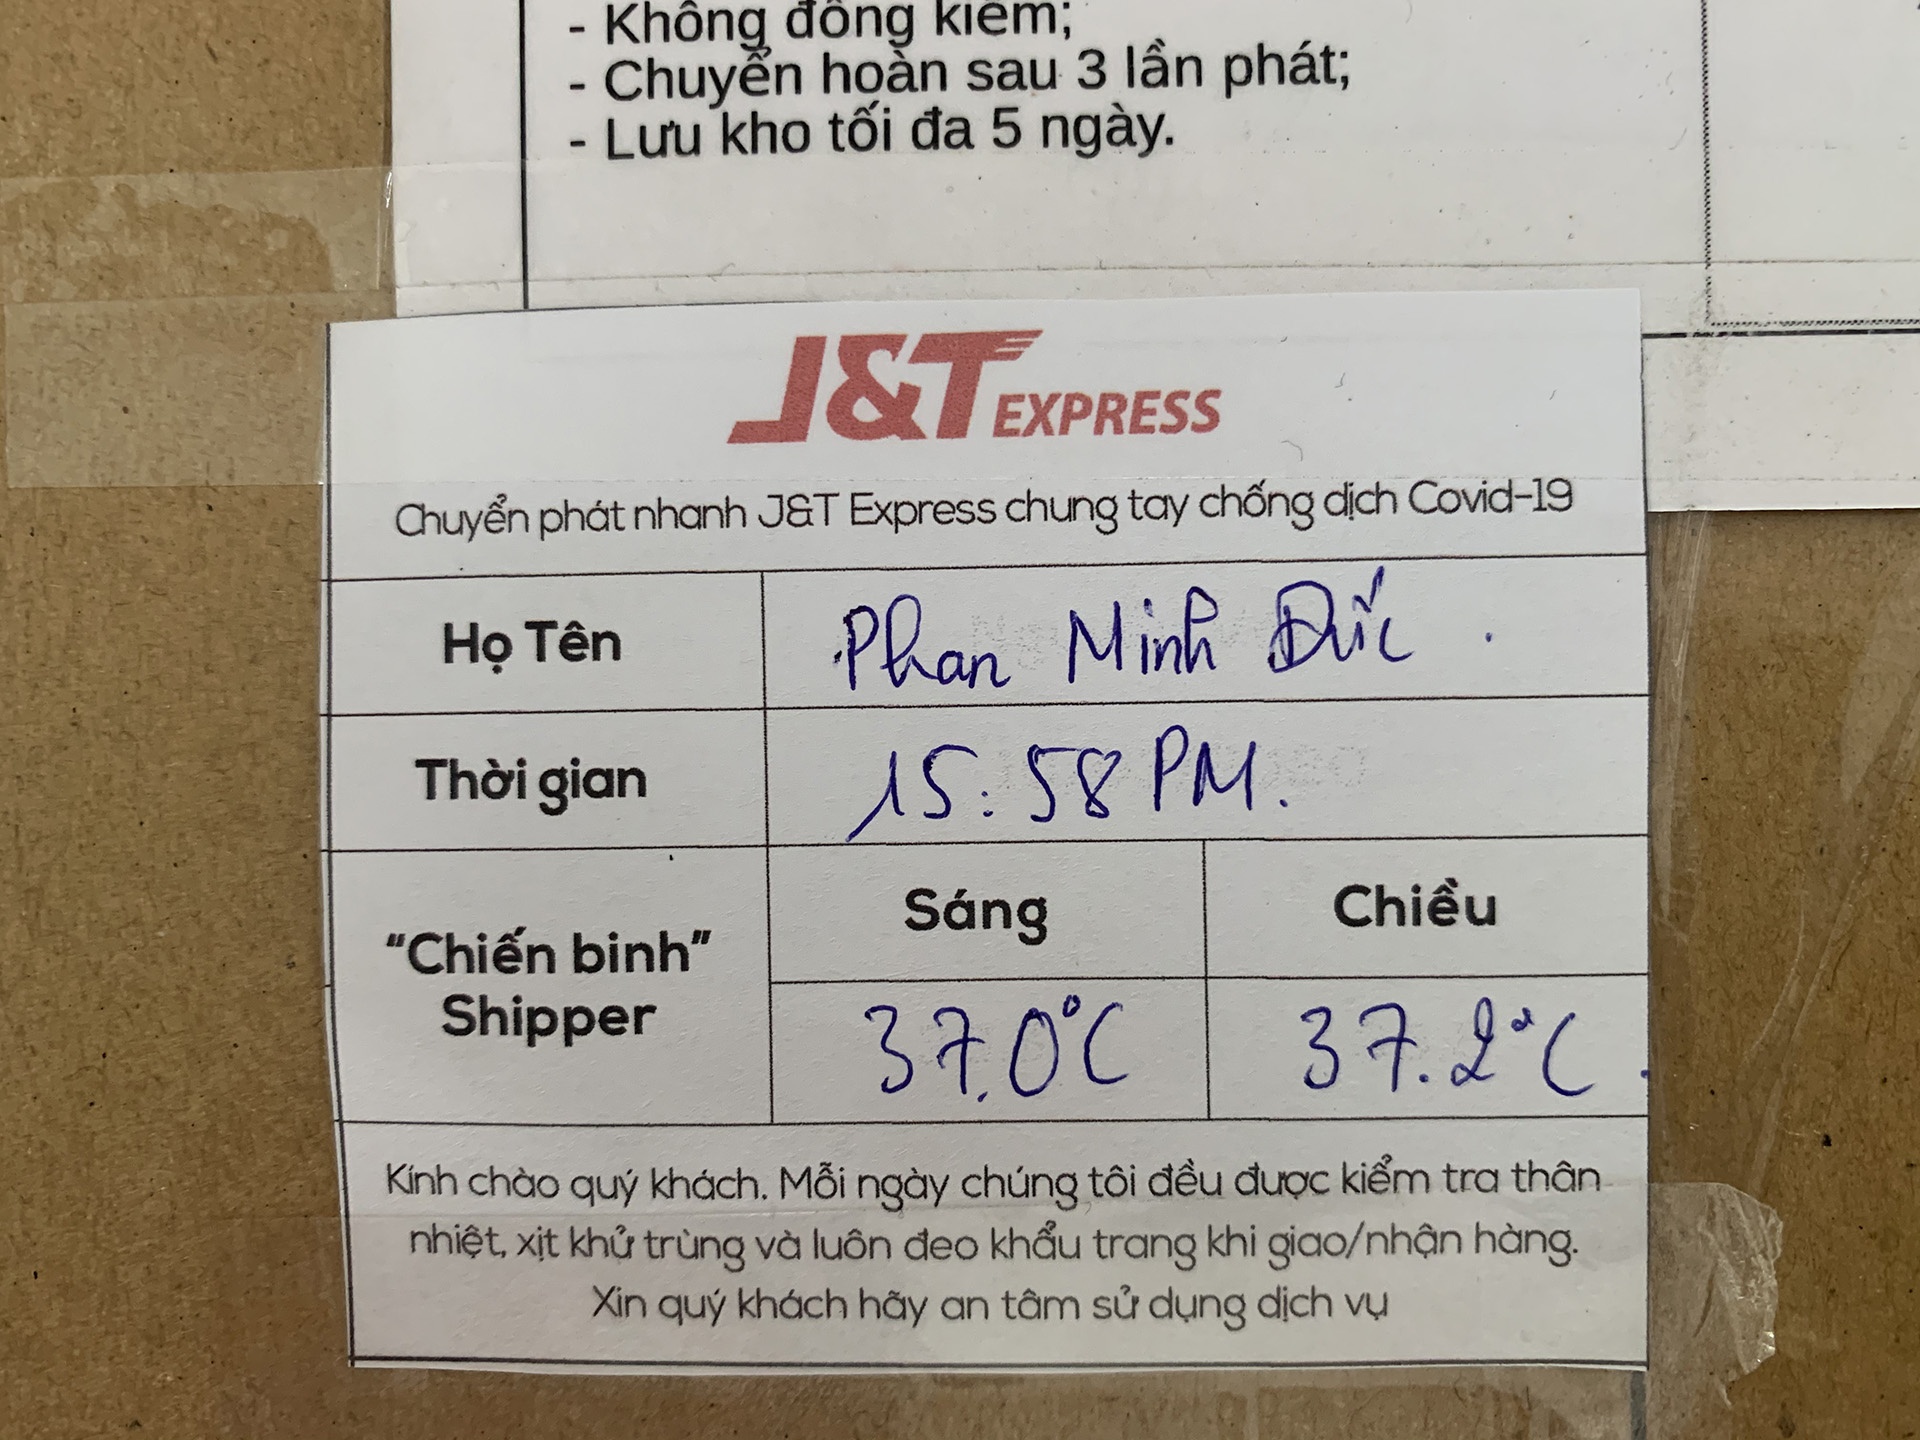 - Không đồng kiểm;
- Chuyển hoàn sau 3 lần phát;
- Lưu kho tối đa 5 ngày.
J&T EXPRESS
Chuyển phát nhanh J&T Express chung tay chống dịch Covid-19
Họ Tên
Phan Minh Đức.
Thời gian
15:58 PM.
"Chiến binh"
Shipper
Sáng
Chiều
37.0°C
37.2°C.
Kính chào quý khách. Mỗi ngày chúng tôi đều được kiểm tra thân
nhiệt, xịt khử trùng và luôn đeo khẩu trang khi giao/nhận hàng.
Xin quý khách hãy an tâm sử dụng dịch vụ